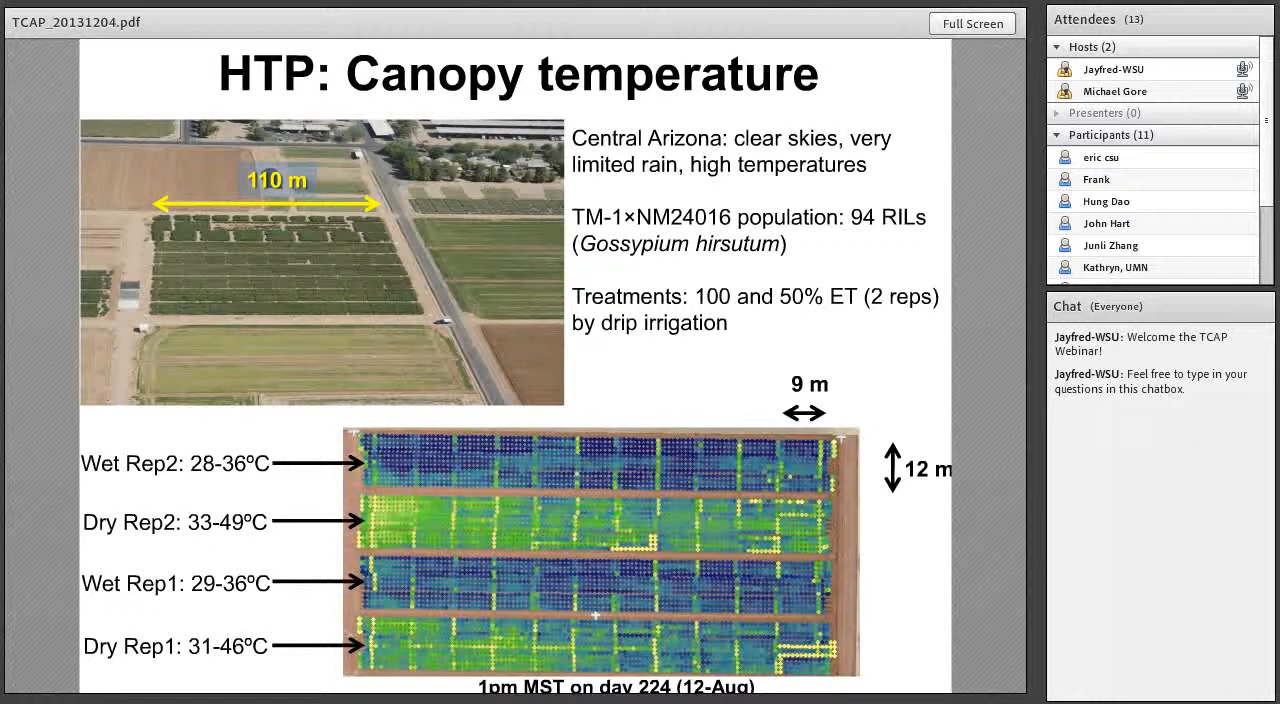 TCAP_20131204.pdf
Full Screen
HTP: Canopy temperature
110 m
Central Arizona: clear skies, very
limited rain, high temperatures
TM-1×NM24016 population: 94 RILs
(Gossypium hirsutum)
Treatments: 100 and 50% ET (2 reps)
by drip irrigation
9 m
12 m
Wet Rep2: 28-36ºC
Dry Rep2: 33-49ºC
Wet Rep1: 29-36ºC
Dry Rep1: 31-46ºC
1pm MST on day 224 (12-Aug)
Attendees (13)
Hosts (2)
Jayfred-WSU
Michael Gore
Presenters (0)
Participants (11)
eric csu
Frank
Hung Dao
John Hart
Junli Zhang
Kathryn, UMN
Chat (Everyone)
Jayfred-WSU: Welcome the TCAP
Webinar!
Jayfred-WSU: Feel free to type in your
questions in this chatbox.